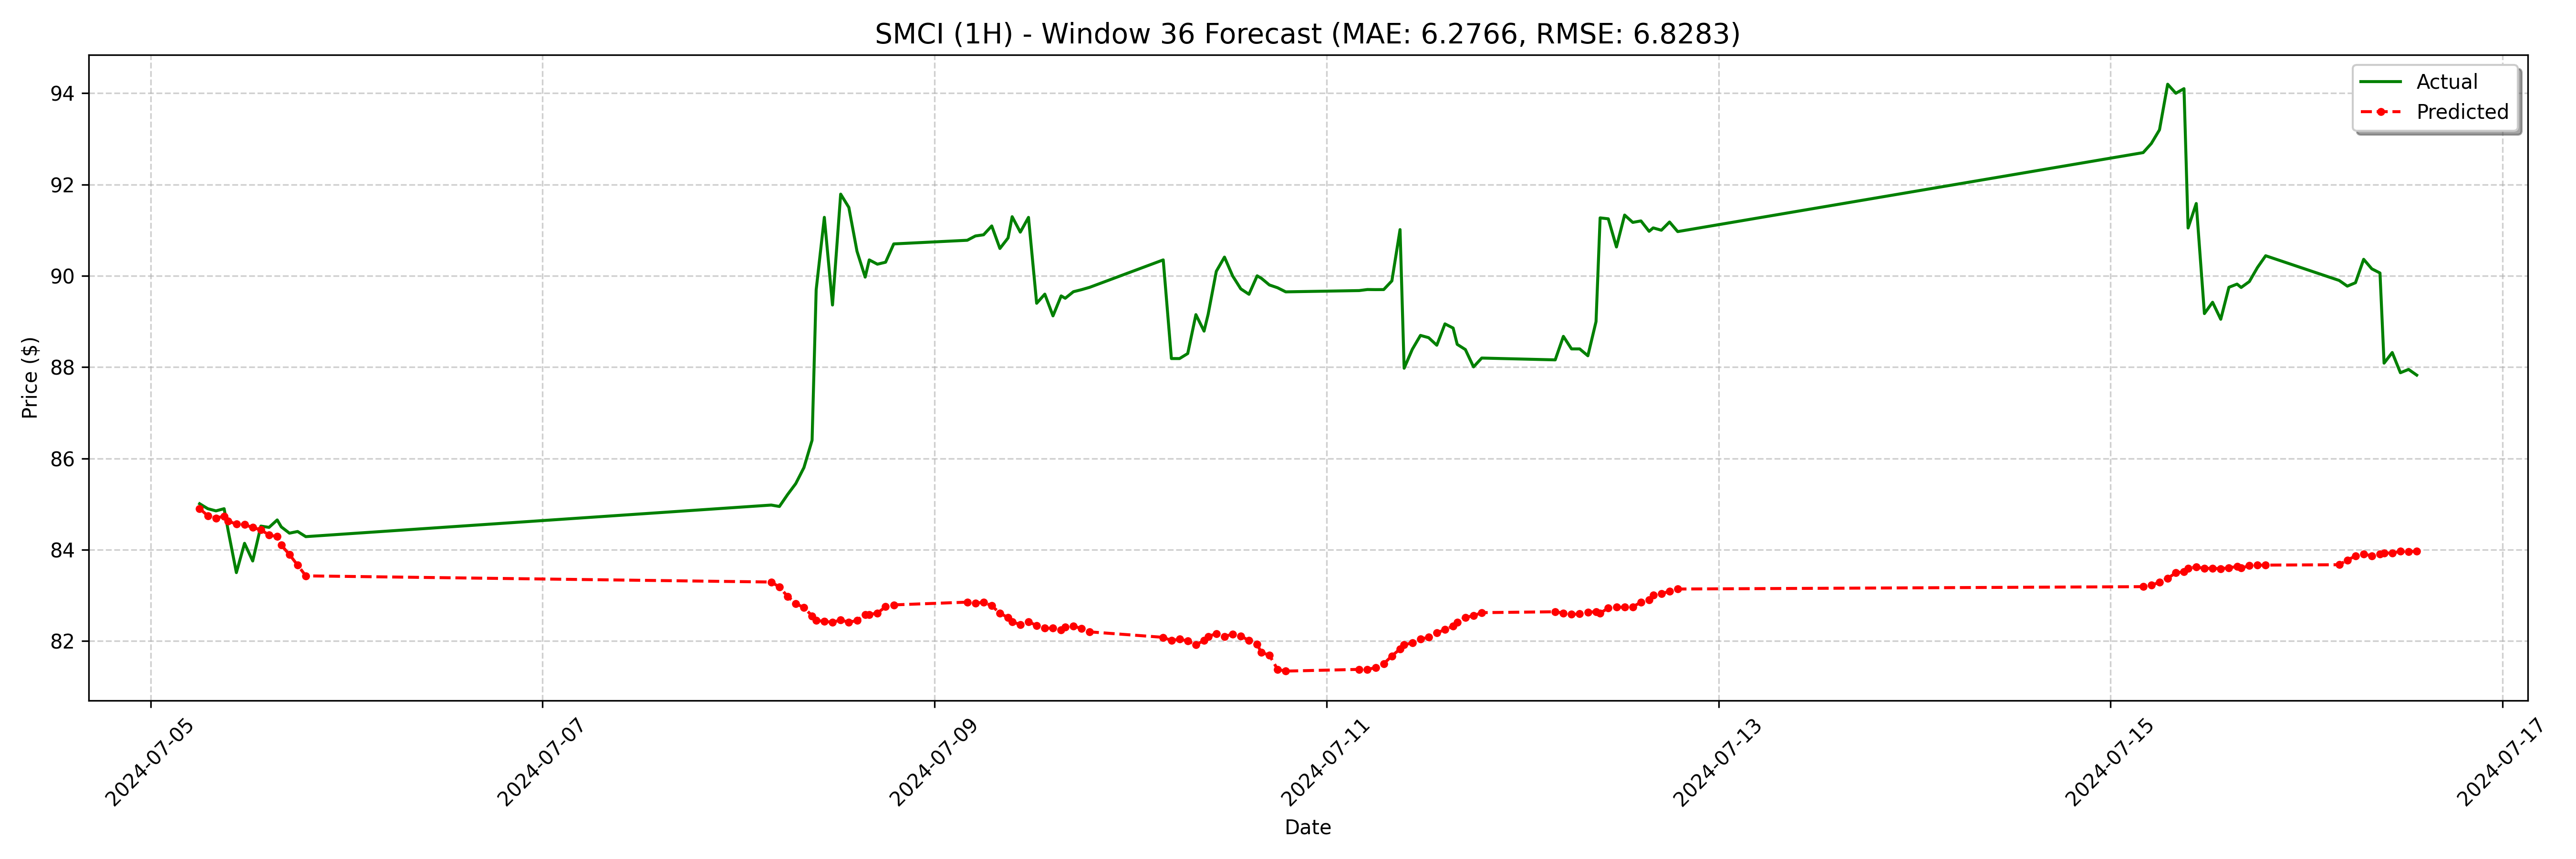 SMCI (1H) - Window 36 Forecast (MAE: 6.2766, RMSE: 6.8283)
Actual
Predicted
Price ($)
94
92
90
88
86
84
82
2024-07-05
2024-07-07
2024-07-09
2024-07-11
2024-07-13
2024-07-15
2024-07-17
Date